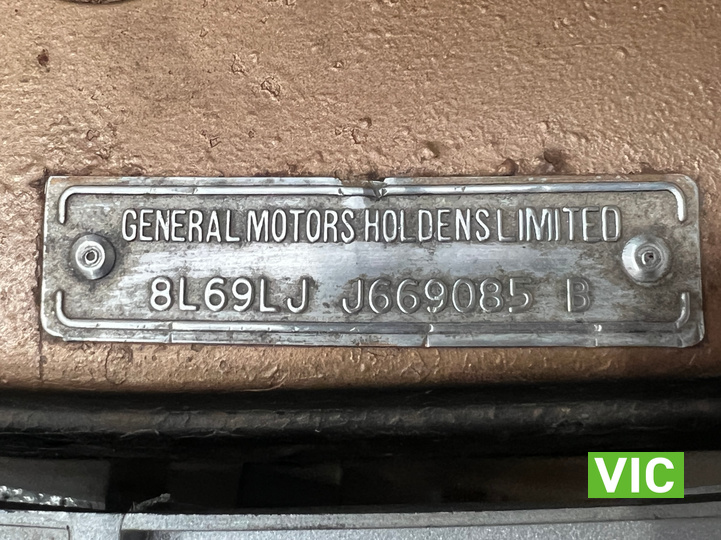 GENERAL MOTORS HOLDENS LIMITED
8L69LJ J669085 B
VIC